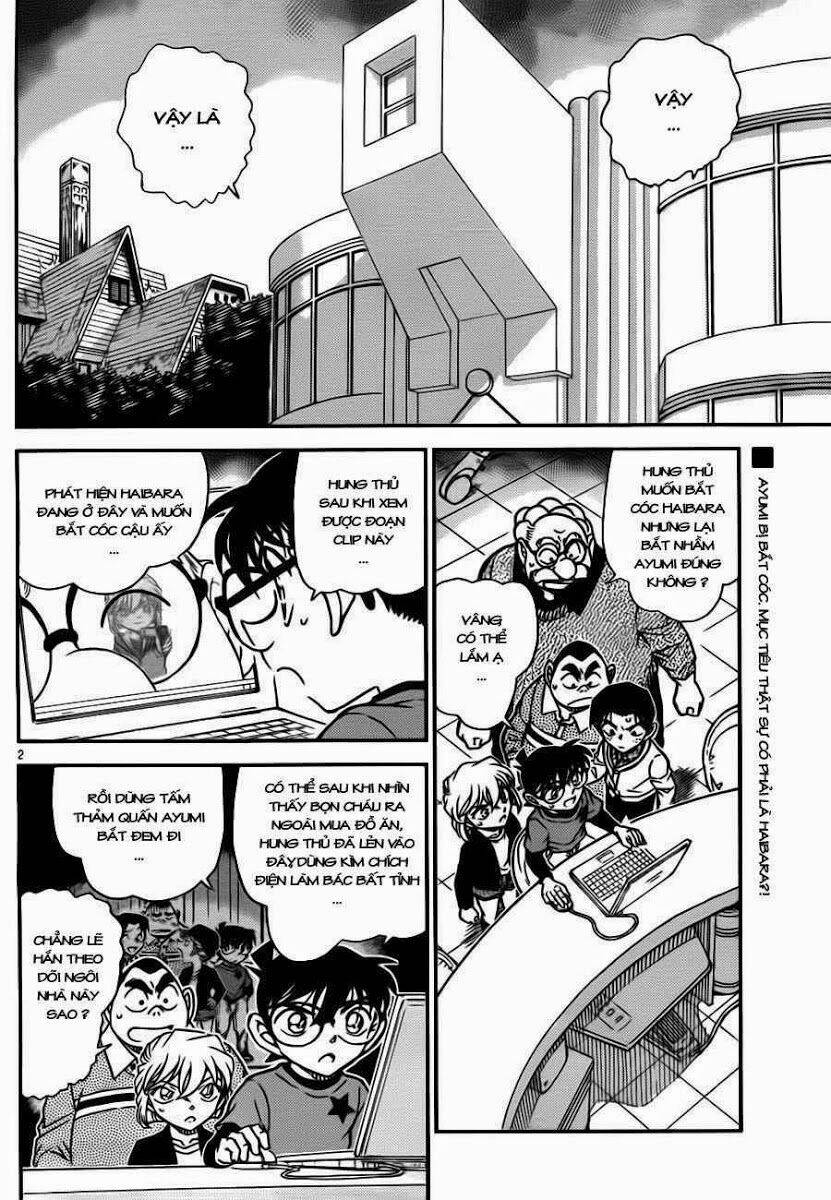 VẬY
...
VẬY LÀ
...
AYUMI BỊ BẮT CÓC. MỤC TIÊU THẬT SỰ CÓ PHẢI LÀ HAIBARA?!
HUNG THỦ
MUỐN BẮT
CÓC HAIBARA
NHƯNG LẠI
BẮT NHẦM
AYUMI ĐÚNG
KHÔNG ?
VÂNG
CÓ THỂ
LẮM Ạ
...
HUNG THỦ
SAU KHI XEM
ĐƯỢC ĐOẠN
CLIP NÀY
...
PHÁT HIỆN HAIBARA
ĐANG Ở ĐÂY VÀ MUỐN
BẮT CÓC CẬU ẤY
...
2
CÓ THỂ SAU KHI NHÌN
THẤY BỌN CHÁU RA
NGOÀI MUA ĐỒ ĂN,
HUNG THỦ ĐÃ LẺN VÀO
ĐÂY,DÙNG KÌM CHÍCH
ĐIỆN LÀM BÁC BẤT TỈNH
...
RỒI DÙNG TẤM
THẢM QUẤN AYUMI
BẮT ĐEM ĐI
...
CHẲNG LẼ
HẮN THEO
DÕI NGÔI
NHÀ NÀY
SAO ?